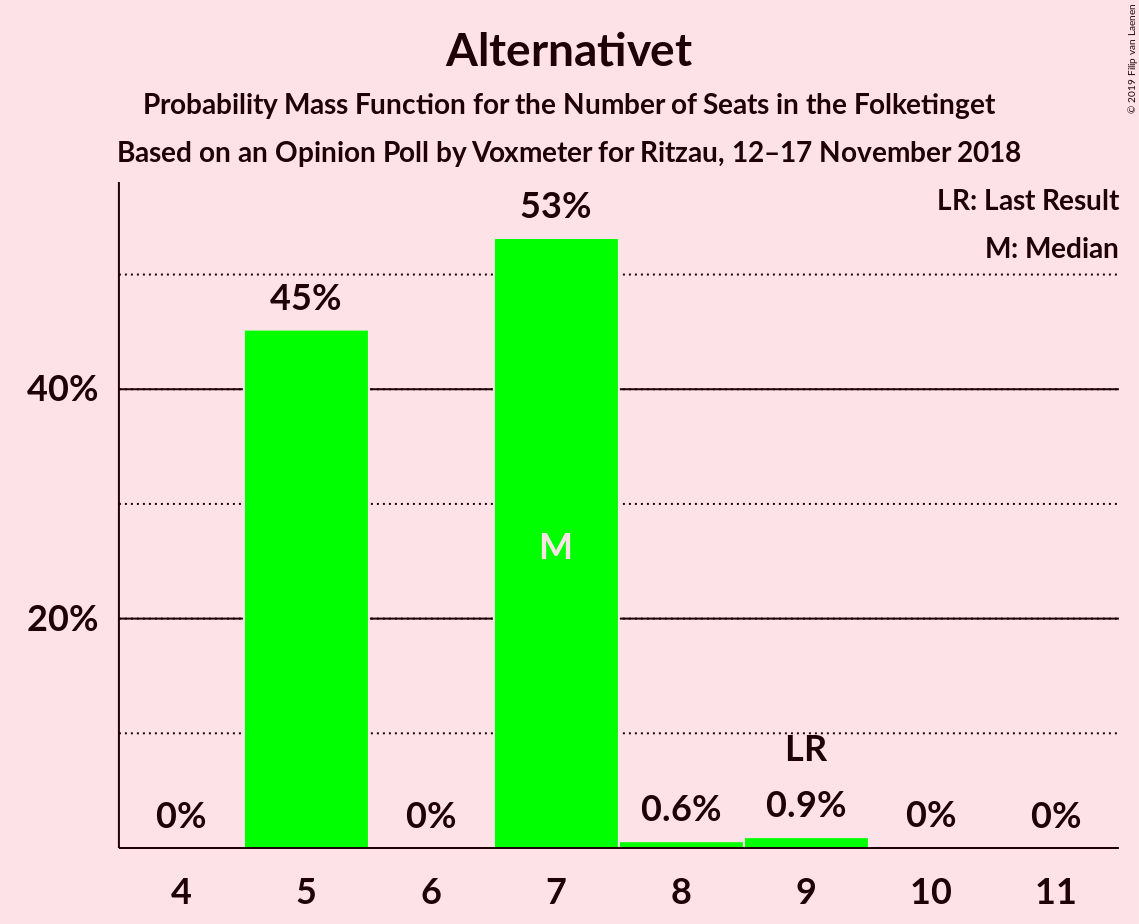 Alternativet
Probability Mass Function for the Number of Seats in the Folketinget
Based on an Opinion Poll by Voxmeter for Ritzau, 12–17 November 2018
© 2019 Filip van Laenen
LR: Last Result
M: Median
53%
45%
40%
M
20%
LR
0% 0% 0.6% 0.9% 0% 0%
4 5 6 7 8 9 10 11